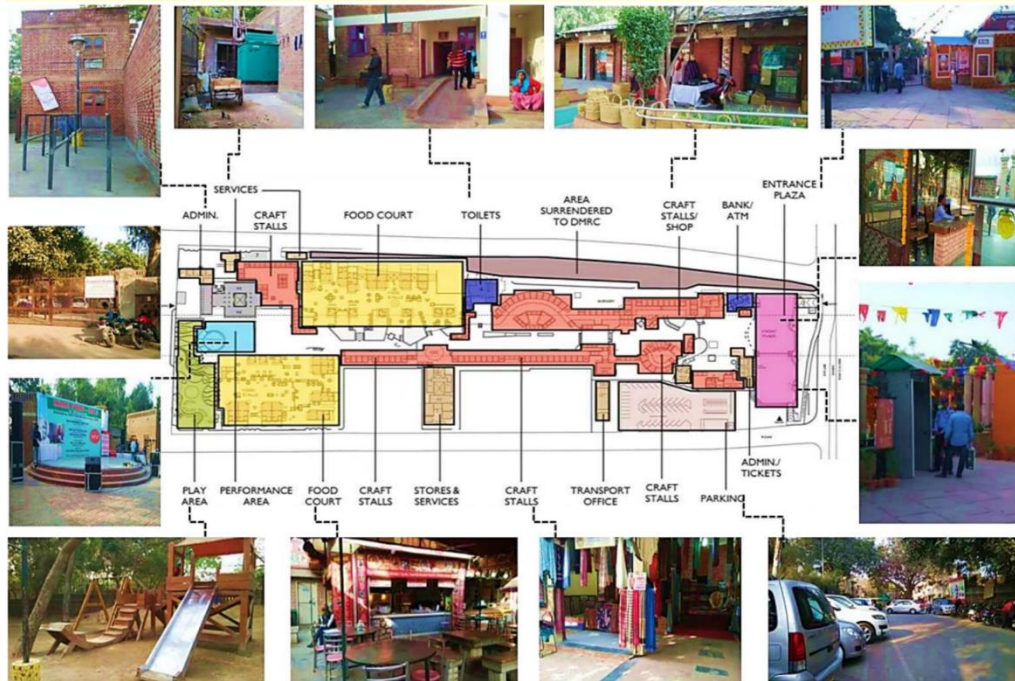 SERVICES
ADMIN.
CRAFT
STALLS
FOOD COURT
TOILETS
AREA
SURRENDERED
TO DMRC
CRAFT
STALLS/
SHOP
BANK/
ATM
ENTRANCE
PLAZA
PLAY
AREA
PERFORMANCE
AREA
FOOD
COURT
CRAFT
STALLS
STORES &
SERVICES
CRAFT
STALLS
TRANSPORT
OFFICE
CRAFT
STALLS
PARKING
ADMIN./
TICKETS